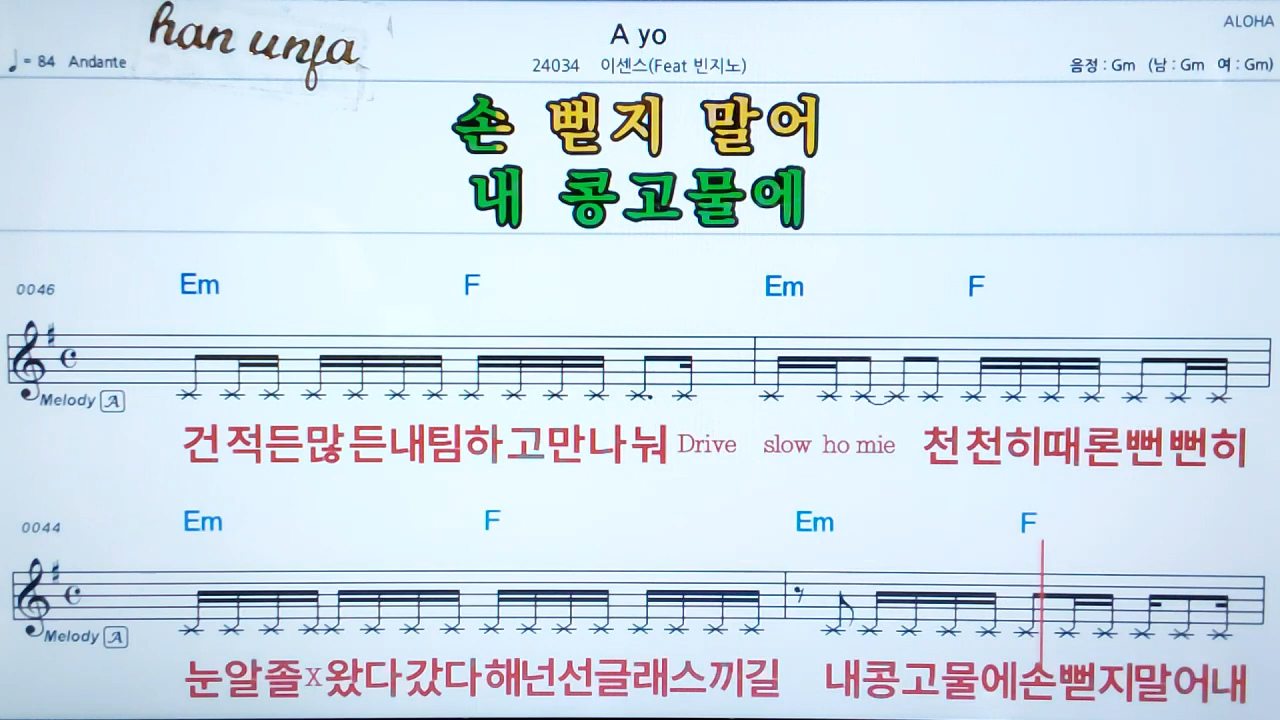 han unja
A yo
ALOHA
♩= 84 Andante
24034 이센스(Feat 빈지노)
음정 : Gm (남 : Gm 여 : Gm)
손 뻗지 말어
내 콩고물에
0046 Em F Em F
Melody A
건 적든많든내팀하고만나눠 Drive slow ho mie 천천히때론뻔뻔히
0044 Em F Em F
Melody A
눈알졸x왔다갔다해넌선글래스끼길 내콩고물에손뻗지말어내